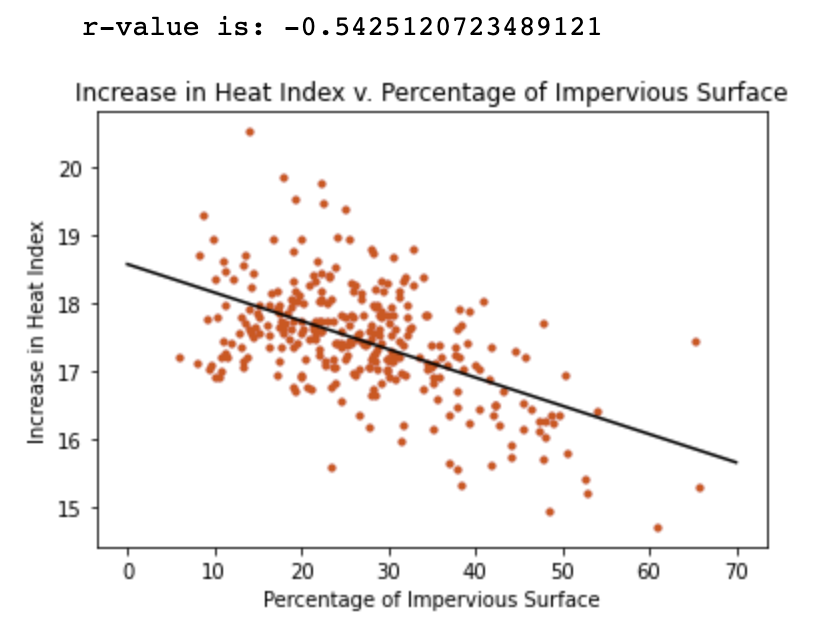 r-value is: -0.5425120723489121
Increase in Heat Index v. Percentage of Impervious Surface
Increase in Heat Index
20
19
18
17
16
15
0 10 20 30 40 50 60 70
Percentage of Impervious Surface